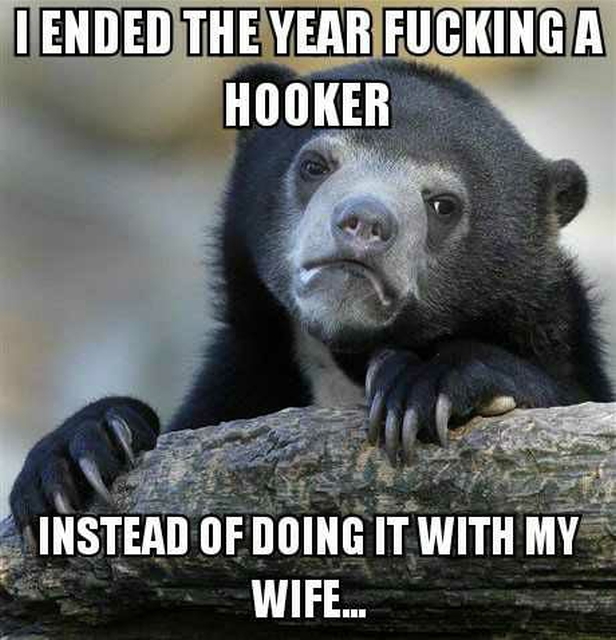 I ENDED THE YEAR FUCKING A
HOOKER
INSTEAD OF DOING IT WITH MY
WIFE...